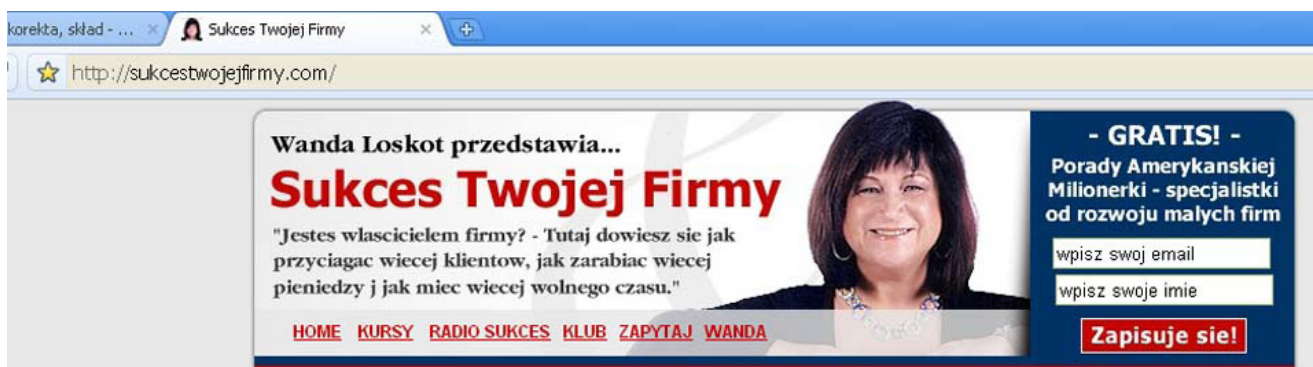 korekta, skład - ...
Sukces Twojej Firmy
http://sukcestwojejfirmy.com/
Wanda Loskot przedstawia...
Sukces Twojej Firmy
"Jestes wlascicielem firmy? - Tutaj dowiesz sie jak
przyciagac wiecej klientow, jak zarabiac wiecej
pieniedzy j jak miec wiecej wolnego czasu."
HOME KURSY RADIO SUKCES KLUB ZAPYTAJ WANDA
- GRATIS! -
Porady Amerykanskiej
Milionerki - specjalistki
od rozwoju malych firm
wpisz swoj email
wpisz swoje imie
Zapisuje sie!